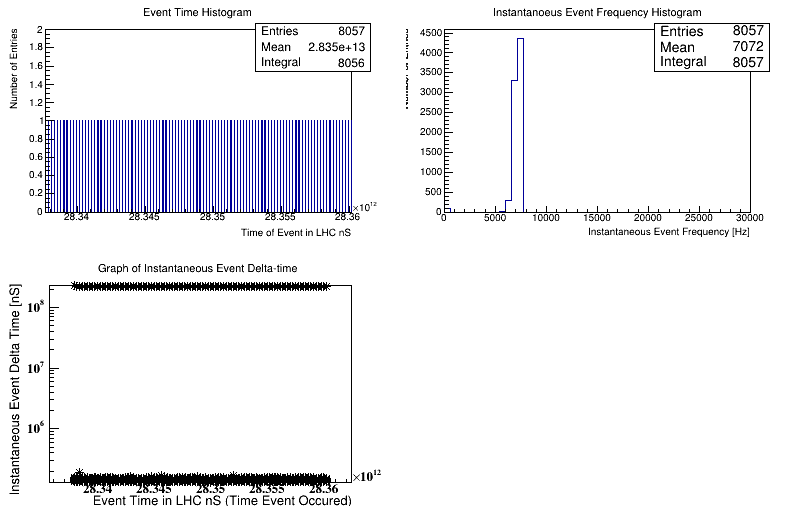 Event Time Histogram
Entries 8057
Mean 2.835e+13
Integral 8056
Number of Entries
2
1.8
1.6
1.4
1.2
1
0.8
0.6
0.4
0.2
0
28.34 28.345 28.35 28.355 28.36
×10¹²
Time of Event in LHC nS
Instantanoeus Event Frequency Histogram
Entries 8057
Mean 7072
Integral 8057
4500
4000
3500
3000
2500
2000
1500
1000
500
0
0 5000 10000 15000 20000 25000 30000
Instantaneous Event Frequency [Hz]
Graph of Instantaneous Event Delta-time
Instantaneous Event Delta Time [nS]
10⁸
10⁷
10⁶
28.34 28.345 28.35 28.355 28.36
×10¹²
Event Time in LHC nS (Time Event Occured)